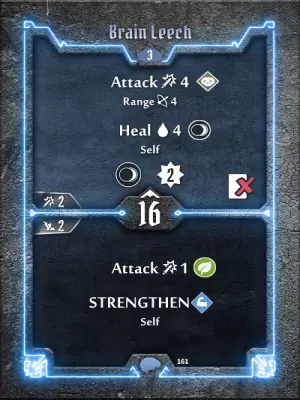 Brain Leech
3
Attack 4
Range 4
Heal 4
Self
2
2
16
2
Attack 1
STRENGTHEN
Self
161